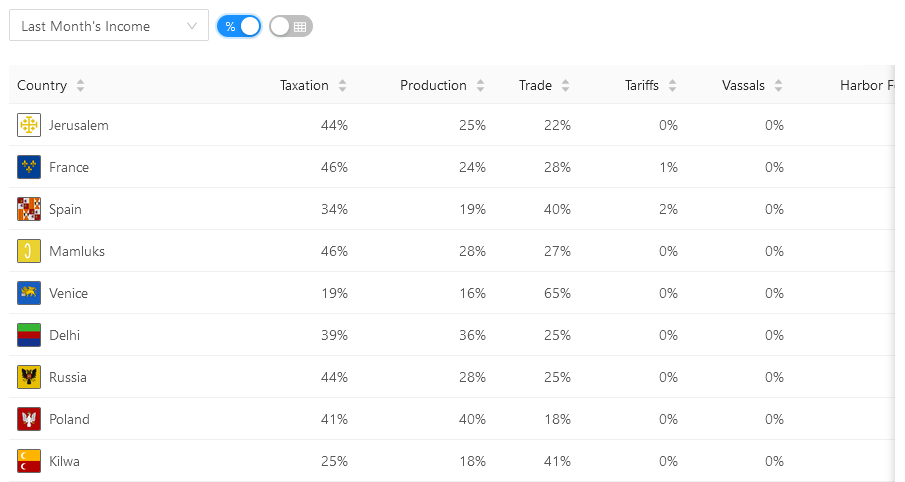 Last Month's Income %
Country Taxation Production Trade Tariffs Vassals Harbor F
Jerusalem 44% 25% 22% 0% 0%
France 46% 24% 28% 1% 0%
Spain 34% 19% 40% 2% 0%
Mamluks 46% 28% 27% 0% 0%
Venice 19% 16% 65% 0% 0%
Delhi 39% 36% 25% 0% 0%
Russia 44% 28% 25% 0% 0%
Poland 41% 40% 18% 0% 0%
Kilwa 25% 18% 41% 0% 0%